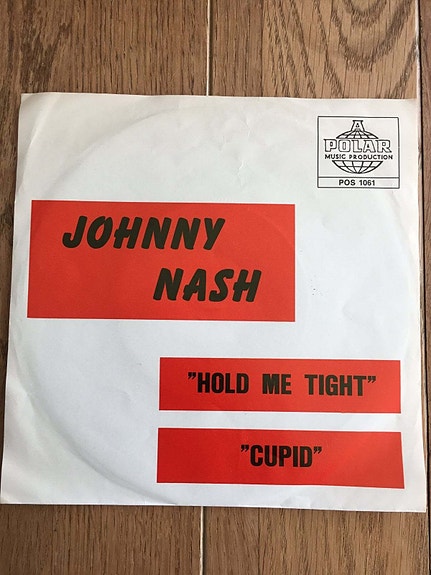 A
POLAR
MUSIC PRODUCTION
POS 1061
JOHNNY
NASH
”HOLD ME TIGHT”
”CUPID”